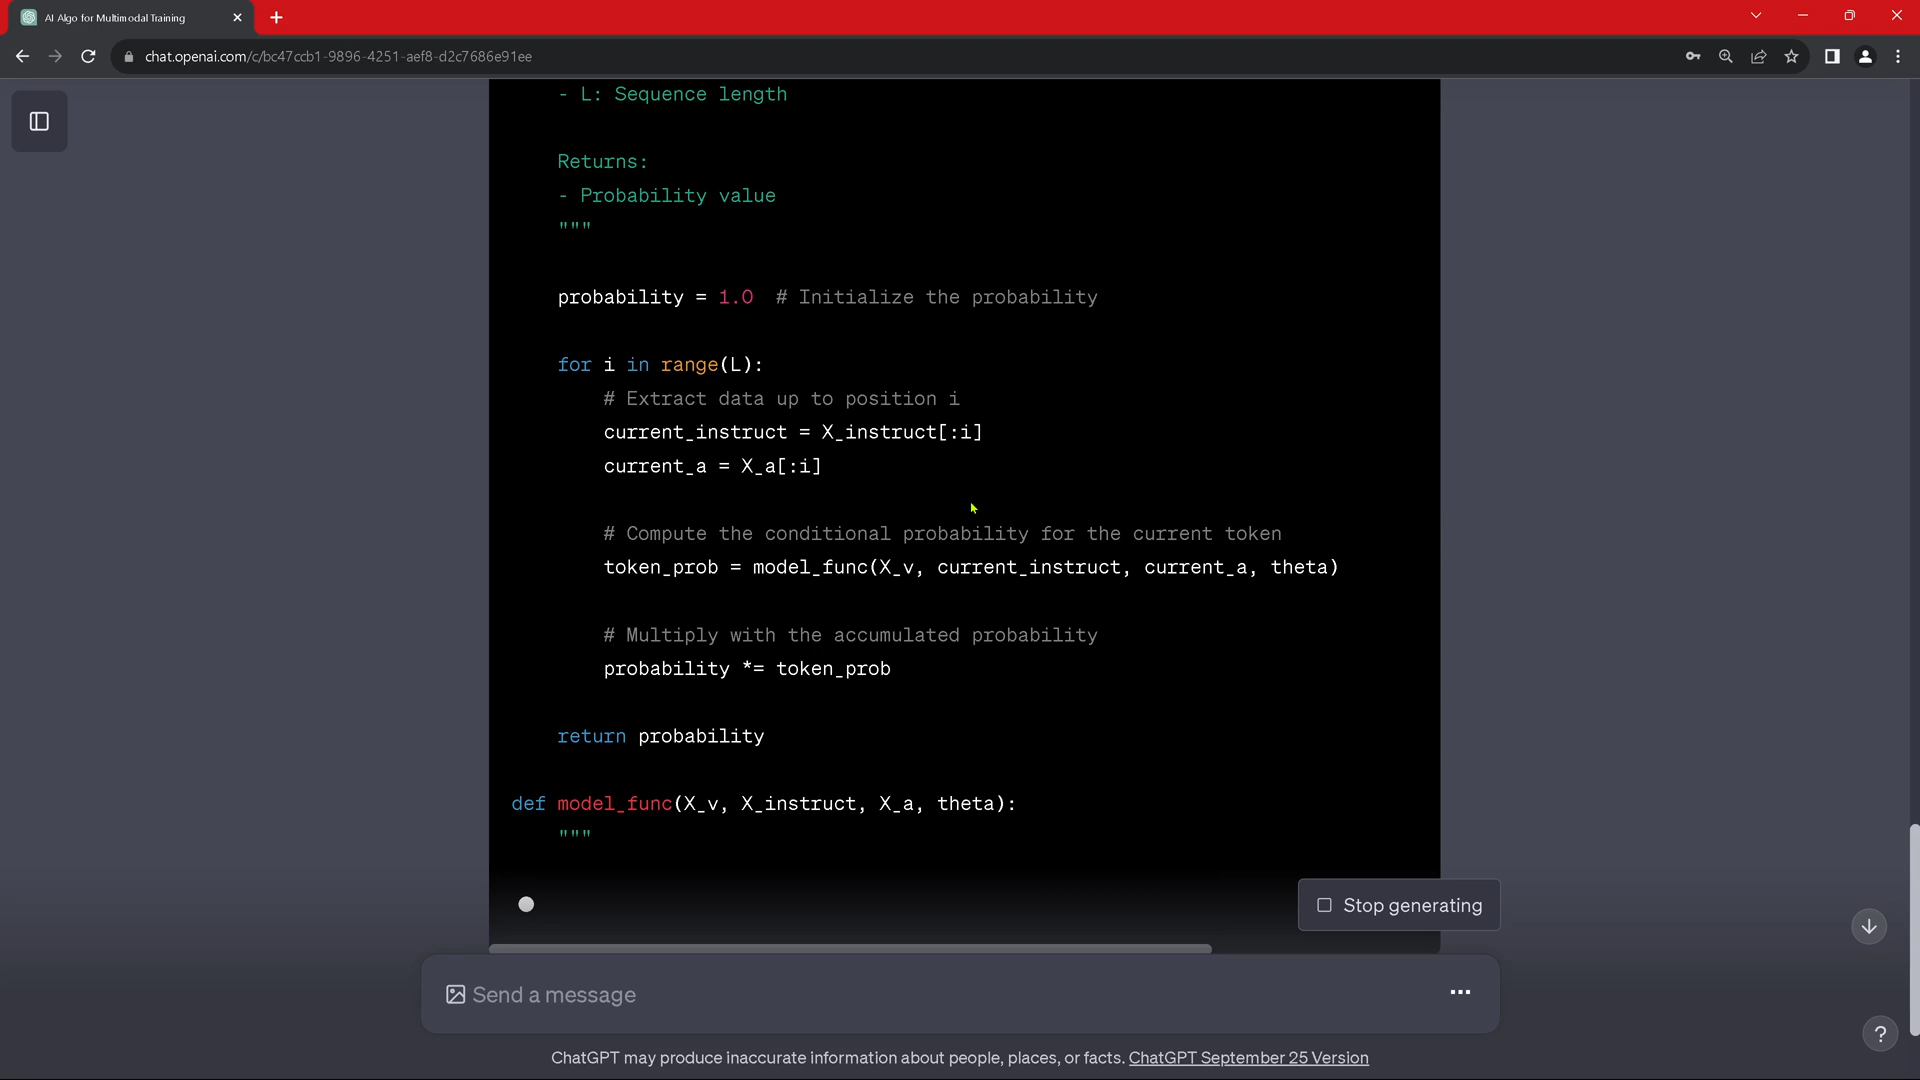 AI Algo for Multimodal Training
chat.openai.com/c/bc47ccb1-9896-4251-aef8-d2c7686e91ee
- L: Sequence length
Returns:
- Probability value
"""
probability = 1.0  # Initialize the probability
for i in range(L):
# Extract data up to position i
current_instruct = X_instruct[:i]
current_a = X_a[:i]
# Compute the conditional probability for the current token
token_prob = model_func(X_v, current_instruct, current_a, theta)
# Multiply with the accumulated probability
probability *= token_prob
return probability
def model_func(X_v, X_instruct, X_a, theta):
"""
Stop generating
Send a message
ChatGPT may produce inaccurate information about people, places, or facts. ChatGPT September 25 Version
?